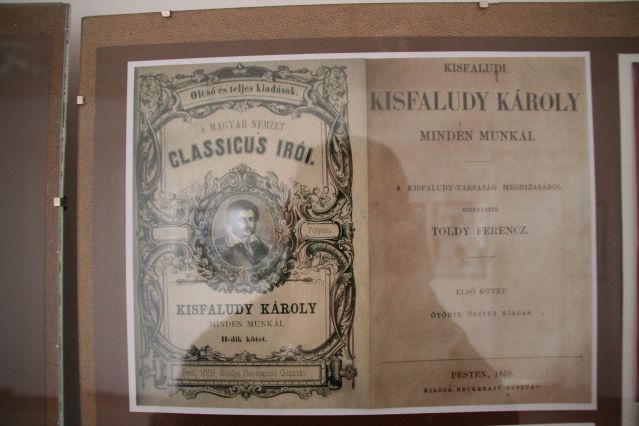 Olcsó és teljes kiadások.
A MAGYAR NEMZET
CLASSICUS IRÓI.
Folyam.
KISFALUDY KÁROLY
MINDEN MUNKÁI.
II-dik kötet.
Pest, 1859. Kiadja Heckenast Gusztáv.
KISFALUDI
KISFALUDY KÁROLY
MINDEN MUNKÁI.
A KISFALUDY-TÁRSASÁG MEGBIZÁSÁBÓL
SZERKESZTÉ
TOLDY FERENCZ.
ELSŐ KÖTET.
ÖTÖDIK ÖSZVES KIADÁS.
PESTEN, 1859.
KIADJA HECKENAST GUSZTÁV.